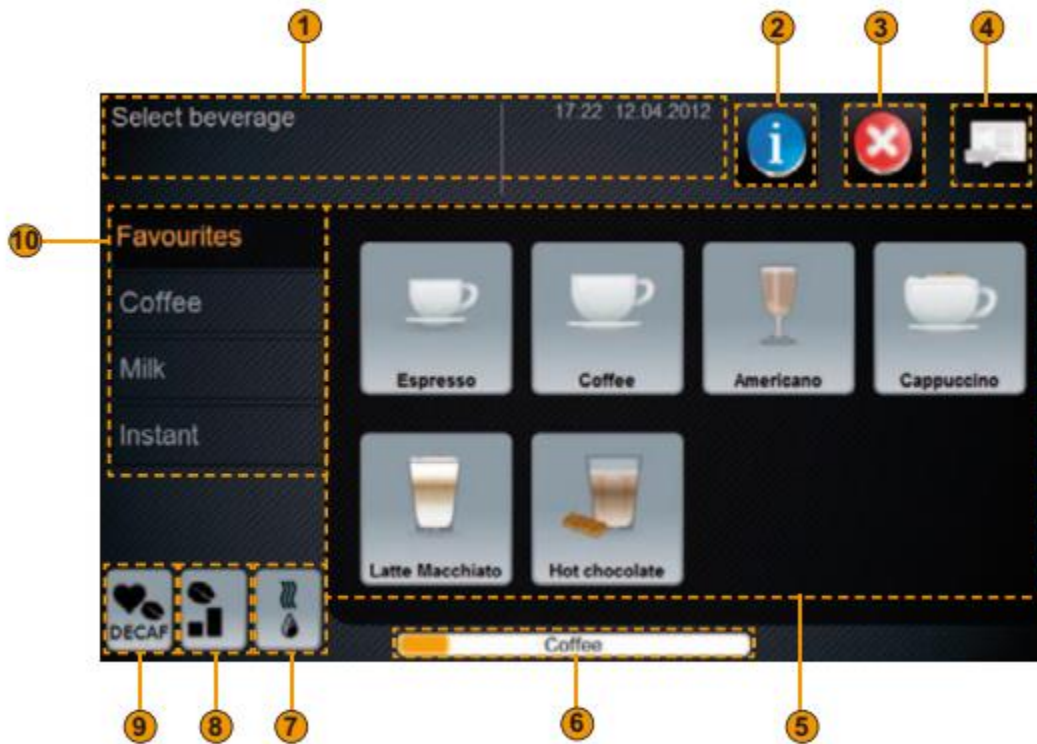 1
2
3
4
Select beverage
17:22 12.04.2012
i
10
Favourites
Coffee
Milk
Instant
Espresso
Coffee
Americano
Cappuccino
Latte Macchiato
Hot chocolate
DECAF
Coffee
9
8
7
6
5